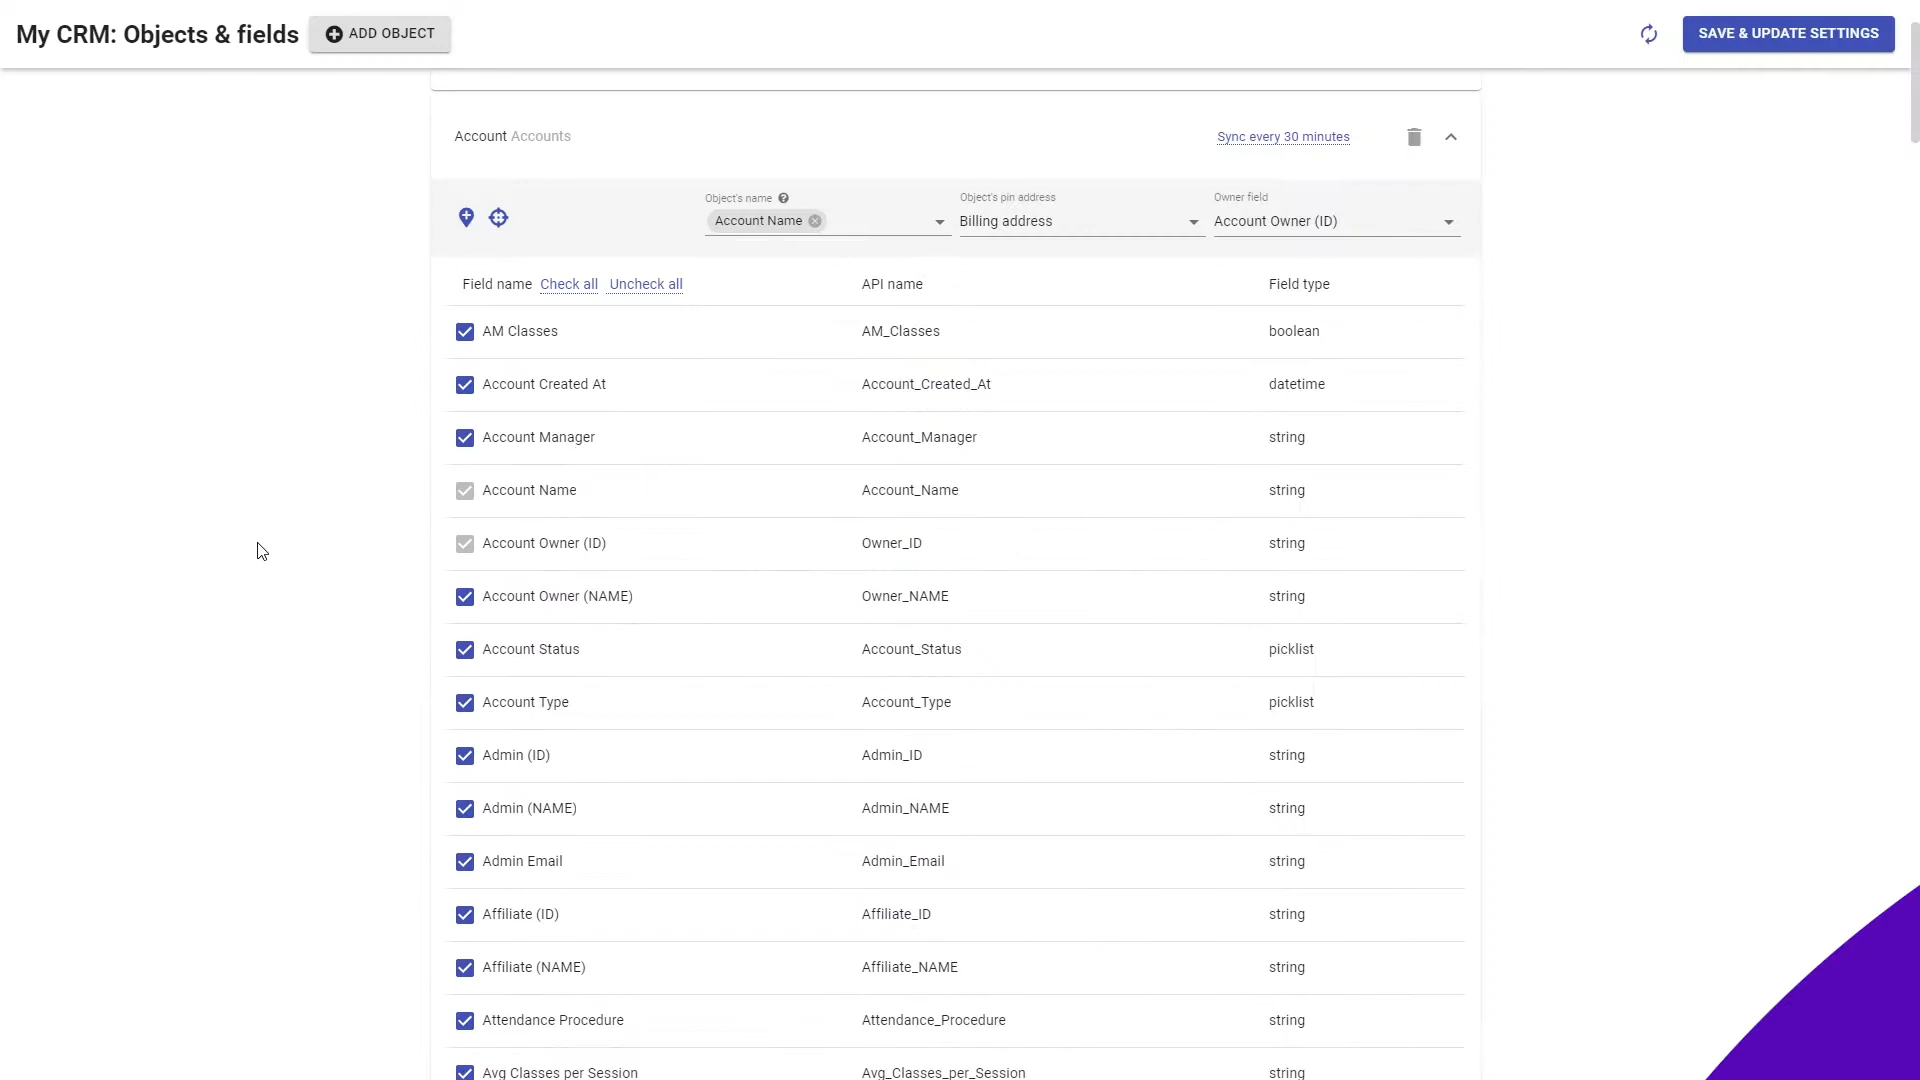 My CRM: Objects & fields
ADD OBJECT
SAVE & UPDATE SETTINGS
Account Accounts
Sync every 30 minutes
Object's name
Object's pin address
Owner field
Account Name
Billing address
Account Owner (ID)
Field name Check all Uncheck all API name Field type
AM Classes AM_Classes boolean
Account Created At Account_Created_At datetime
Account Manager Account_Manager string
Account Name Account_Name string
Account Owner (ID) Owner_ID string
Account Owner (NAME) Owner_NAME string
Account Status Account_Status picklist
Account Type Account_Type picklist
Admin (ID) Admin_ID string
Admin (NAME) Admin_NAME string
Admin Email Admin_Email string
Affiliate (ID) Affiliate_ID string
Affiliate (NAME) Affiliate_NAME string
Attendance Procedure Attendance_Procedure string
Avg Classes per Session Avg_Classes_per_Session string